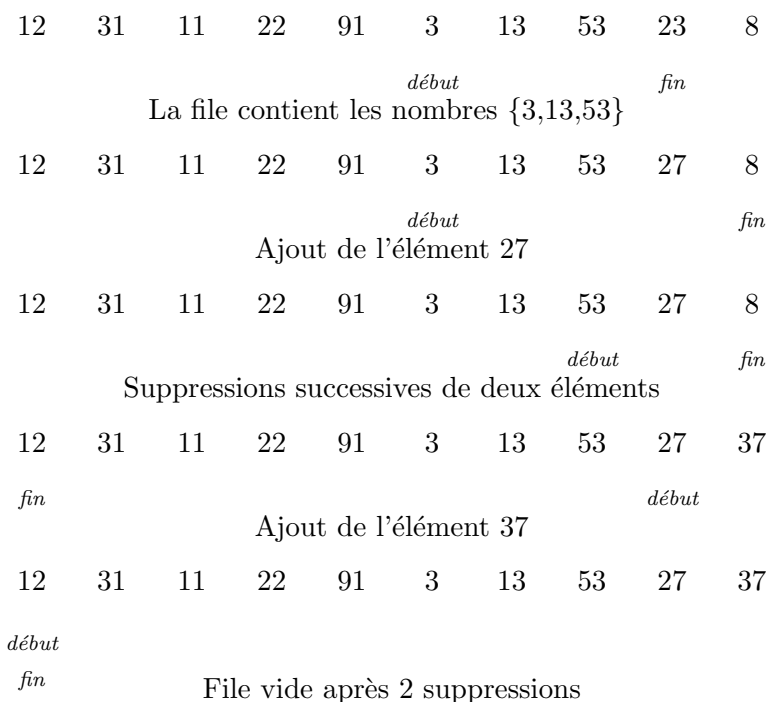 12 31 11 22 91 3 13 53 23 8
début fin
La file contient les nombres {3,13,53}
12 31 11 22 91 3 13 53 27 8
début fin
Ajout de l'élément 27
12 31 11 22 91 3 13 53 27 8
début fin
Suppressions successives de deux éléments
12 31 11 22 91 3 13 53 27 37
fin début
Ajout de l'élément 37
12 31 11 22 91 3 13 53 27 37
début
fin
File vide après 2 suppressions